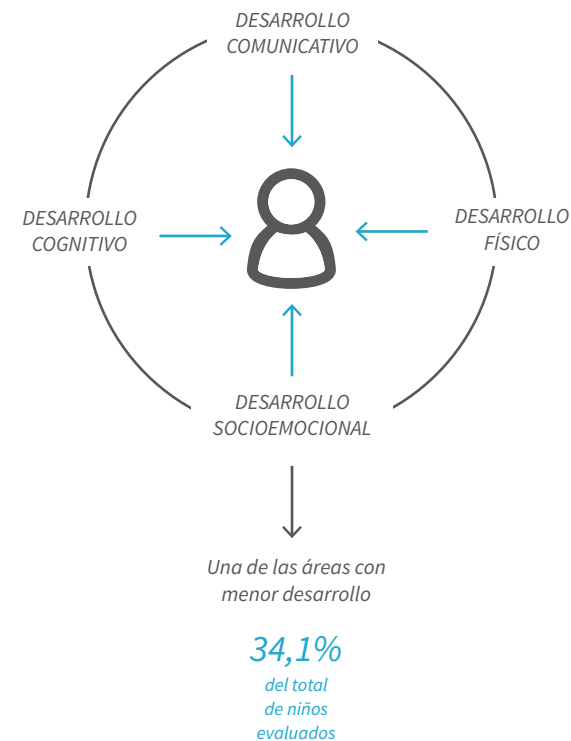 DESARROLLO
COMUNICATIVO
DESARROLLO
COGNITIVO
DESARROLLO
FÍSICO
DESARROLLO
SOCIOEMOCIONAL
Una de las áreas con
menor desarrollo
34,1%
del total
de niños
evaluados